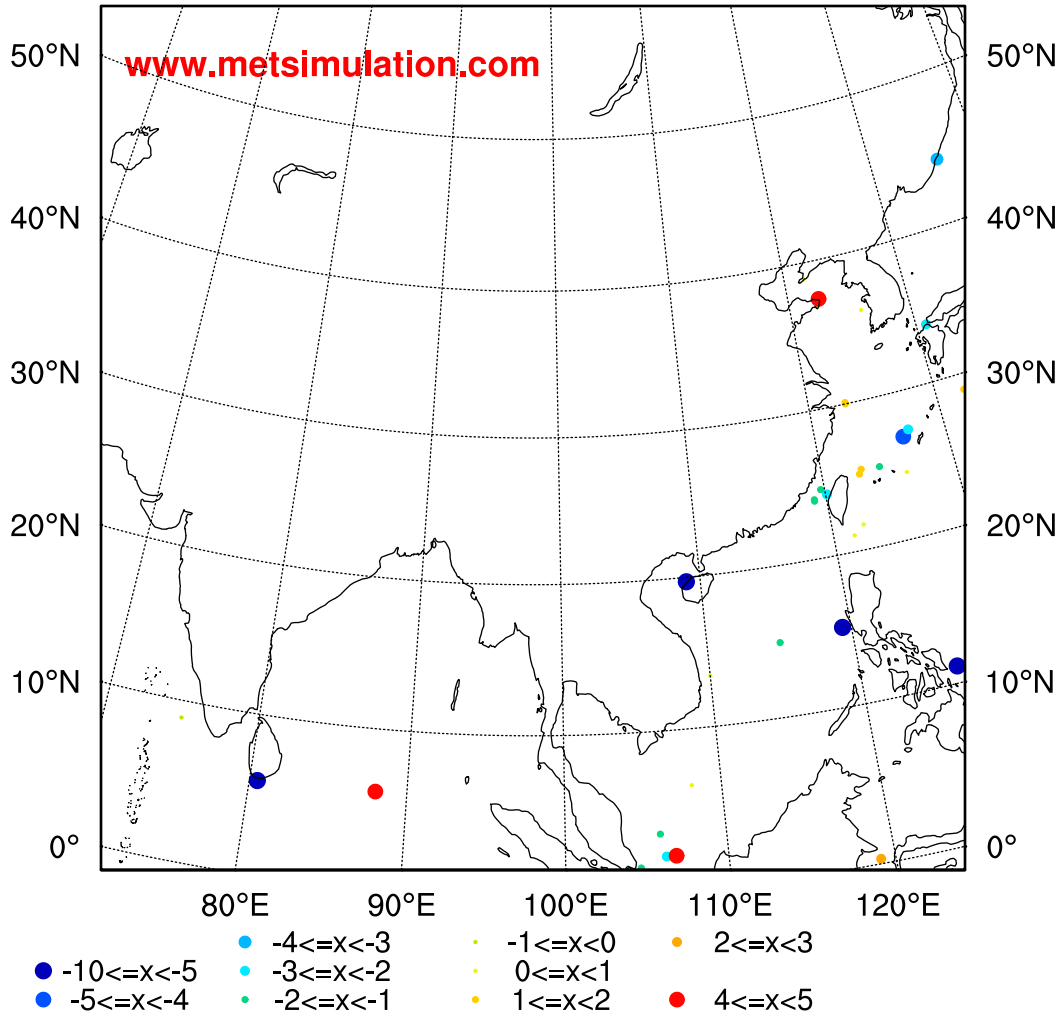 www.metsimulation.com
50°N 50°N
40°N 40°N
30°N 30°N
20°N 20°N
10°N 10°N
0° 0°
80°E 90°E 100°E 110°E 120°E
-4<=x<-3 -1<=x<0 2<=x<3
-10<=x<-5 -3<=x<-2 0<=x<1
-5<=x<-4 -2<=x<-1 1<=x<2 4<=x<5